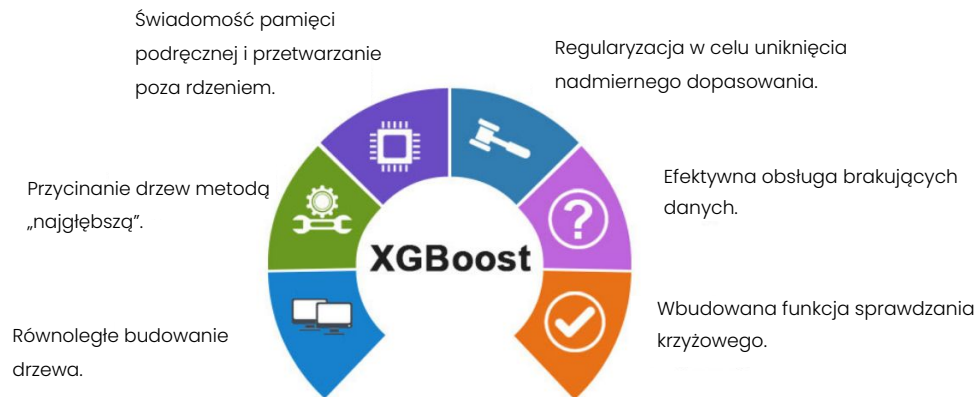 Świadomość pamięci
podręcznej i przetwarzanie
poza rdzeniem.
Regularyzacja w celu uniknięcia
nadmiernego dopasowania.
Przycinanie drzew metodą
„najgłębszą”.
Efektywna obsługa brakujących
danych.
XGBoost
Równoległe budowanie
drzewa.
Wbudowana funkcja sprawdzania
krzyżowego.